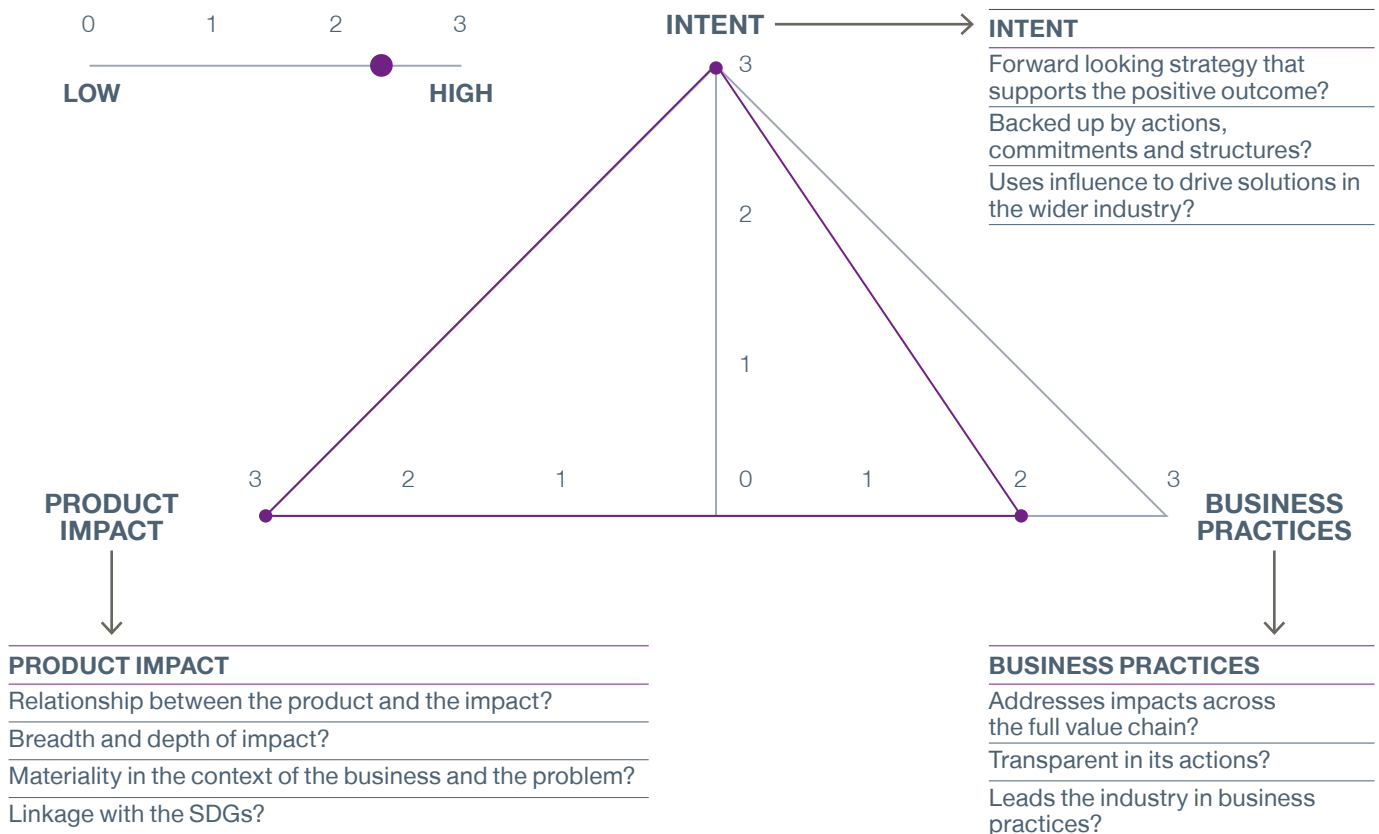 0 1 2 3
LOW HIGH
INTENT
3
2
1
3 2 1 0 1 2 3
PRODUCT
IMPACT
BUSINESS
PRACTICES
INTENT
Forward looking strategy that
supports the positive outcome?
Backed up by actions,
commitments and structures?
Uses influence to drive solutions in
the wider industry?
PRODUCT IMPACT
Relationship between the product and the impact?
Breadth and depth of impact?
Materiality in the context of the business and the problem?
Linkage with the SDGs?
BUSINESS PRACTICES
Addresses impacts across
the full value chain?
Transparent in its actions?
Leads the industry in business
practices?